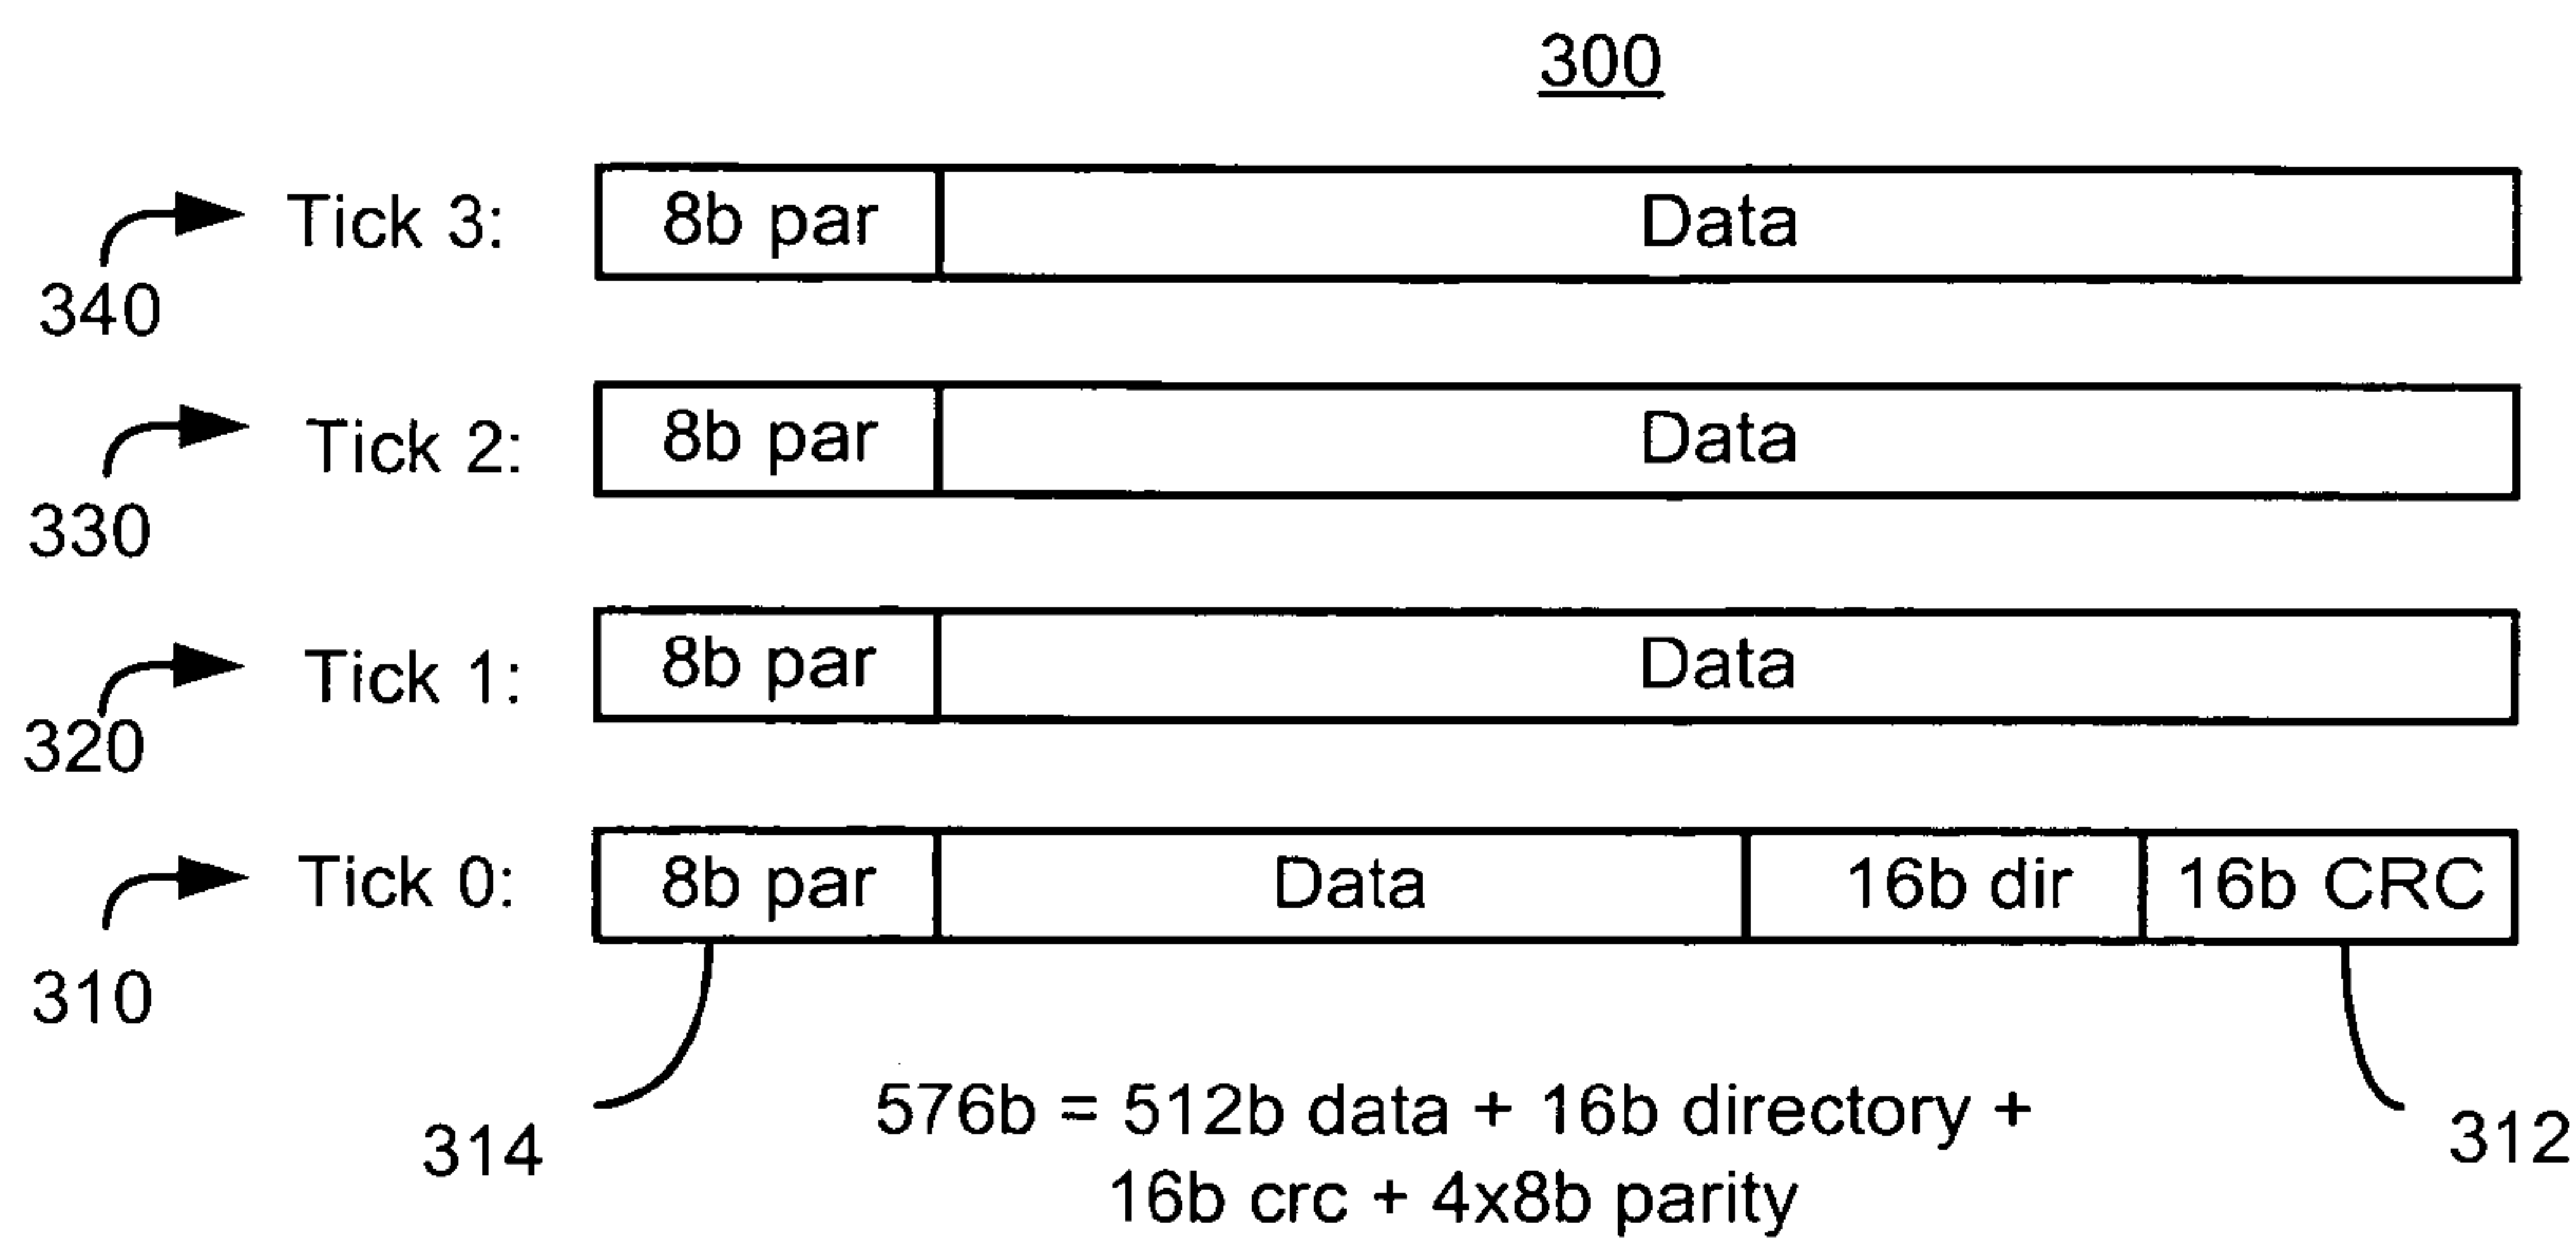 300
Tick 3: 8b par Data
340
Tick 2: 8b par Data
330
Tick 1: 8b par Data
320
Tick 0: 8b par Data 16b dir 16b CRC
310
314
576b = 512b data + 16b directory +
16b crc + 4x8b parity
312